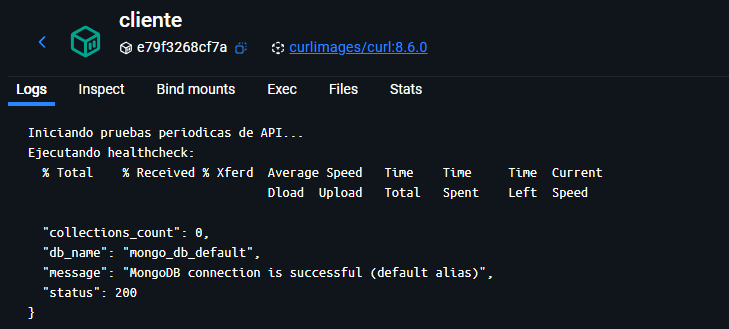 cliente
e79f3268cf7a curlimages/curl:8.6.0
Logs Inspect Bind mounts Exec Files Stats
Iniciando pruebas periodicas de API...
Ejecutando healthcheck:
  % Total    % Received % Xferd  Average Speed   Time    Time     Time  Current
                                 Dload  Upload   Total   Spent    Left  Speed
  "collections_count": 0,
  "db_name": "mongo_db_default",
  "message": "MongoDB connection is successful (default alias)",
  "status": 200
}